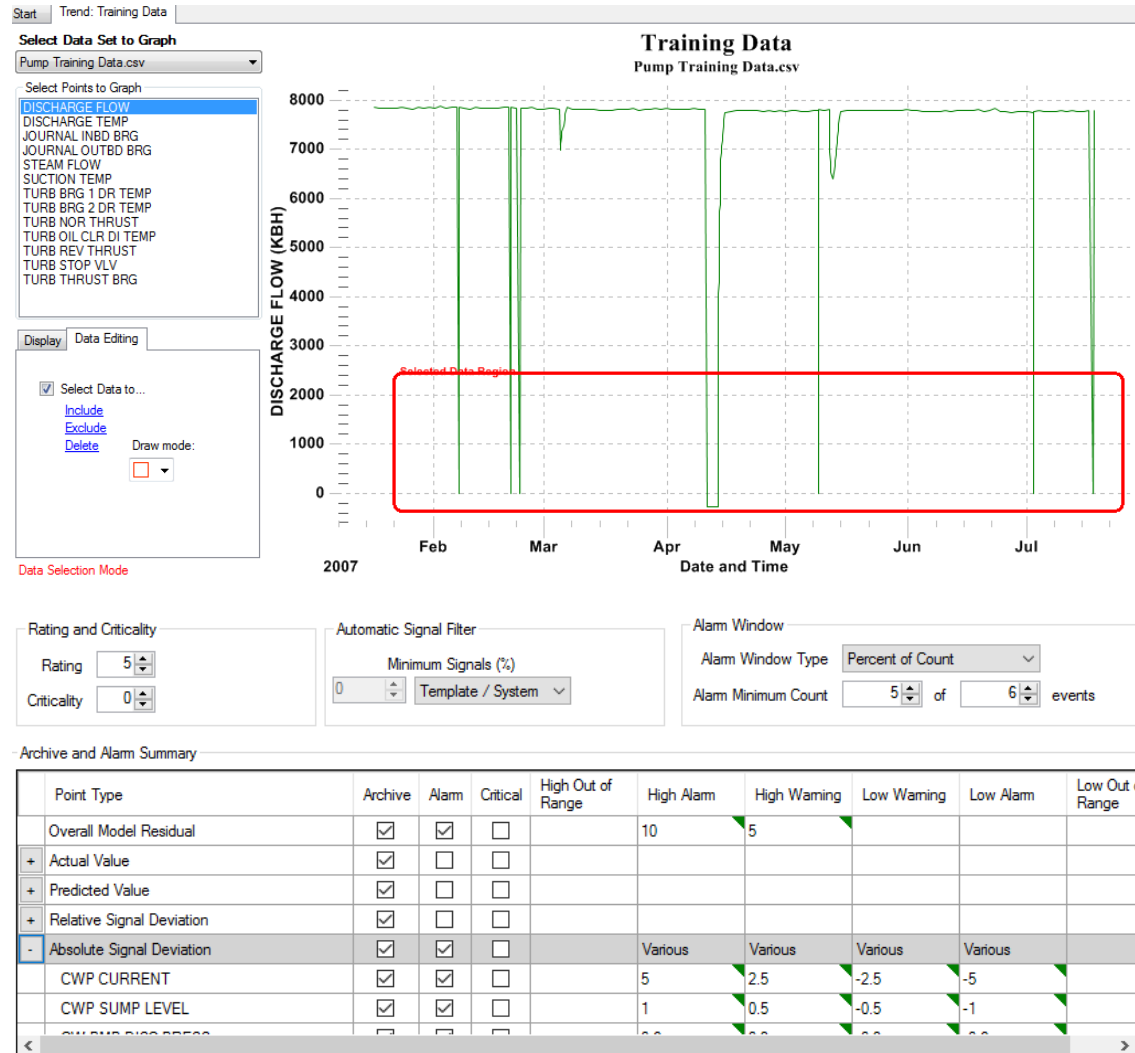 Start
Trend: Training Data
Select Data Set to Graph
Pump Training Data.csv
Select Points to Graph
DISCHARGE FLOW
DISCHARGE TEMP
JOURNAL INBD BRG
JOURNAL OUTBD BRG
STEAM FLOW
SUCTION TEMP
TURB BRG 1 DR TEMP
TURB BRG 2 DR TEMP
TURB NOR THRUST
TURB OIL CLR DI TEMP
TURB REV THRUST
TURB STOP VLV
TURB THRUST BRG
Display
Data Editing
Select Data to...
Include
Exclude
Delete
Draw mode:
Data Selection Mode
Training Data
Pump Training Data.csv
DISCHARGE FLOW (KBH)
8000
7000
6000
5000
4000
3000
2000
1000
0
Selected Data Region
Feb Mar Apr May Jun Jul
2007
Date and Time
Rating and Criticality
Rating 5
Criticality 0
Automatic Signal Filter
Minimum Signals (%)
0 Template / System
Alarm Window
Alarm Window Type Percent of Count
Alarm Minimum Count 5 of 6 events
Archive and Alarm Summary
Point Type Archive Alarm Critical High Out of Range High Alarm High Warning Low Warning Low Alarm Low Out Range
Overall Model Residual 10 5
+ Actual Value
+ Predicted Value
+ Relative Signal Deviation
- Absolute Signal Deviation Various Various Various Various
CWP CURRENT 5 2.5 -2.5 -5
CWP SUMP LEVEL 1 0.5 -0.5 -1